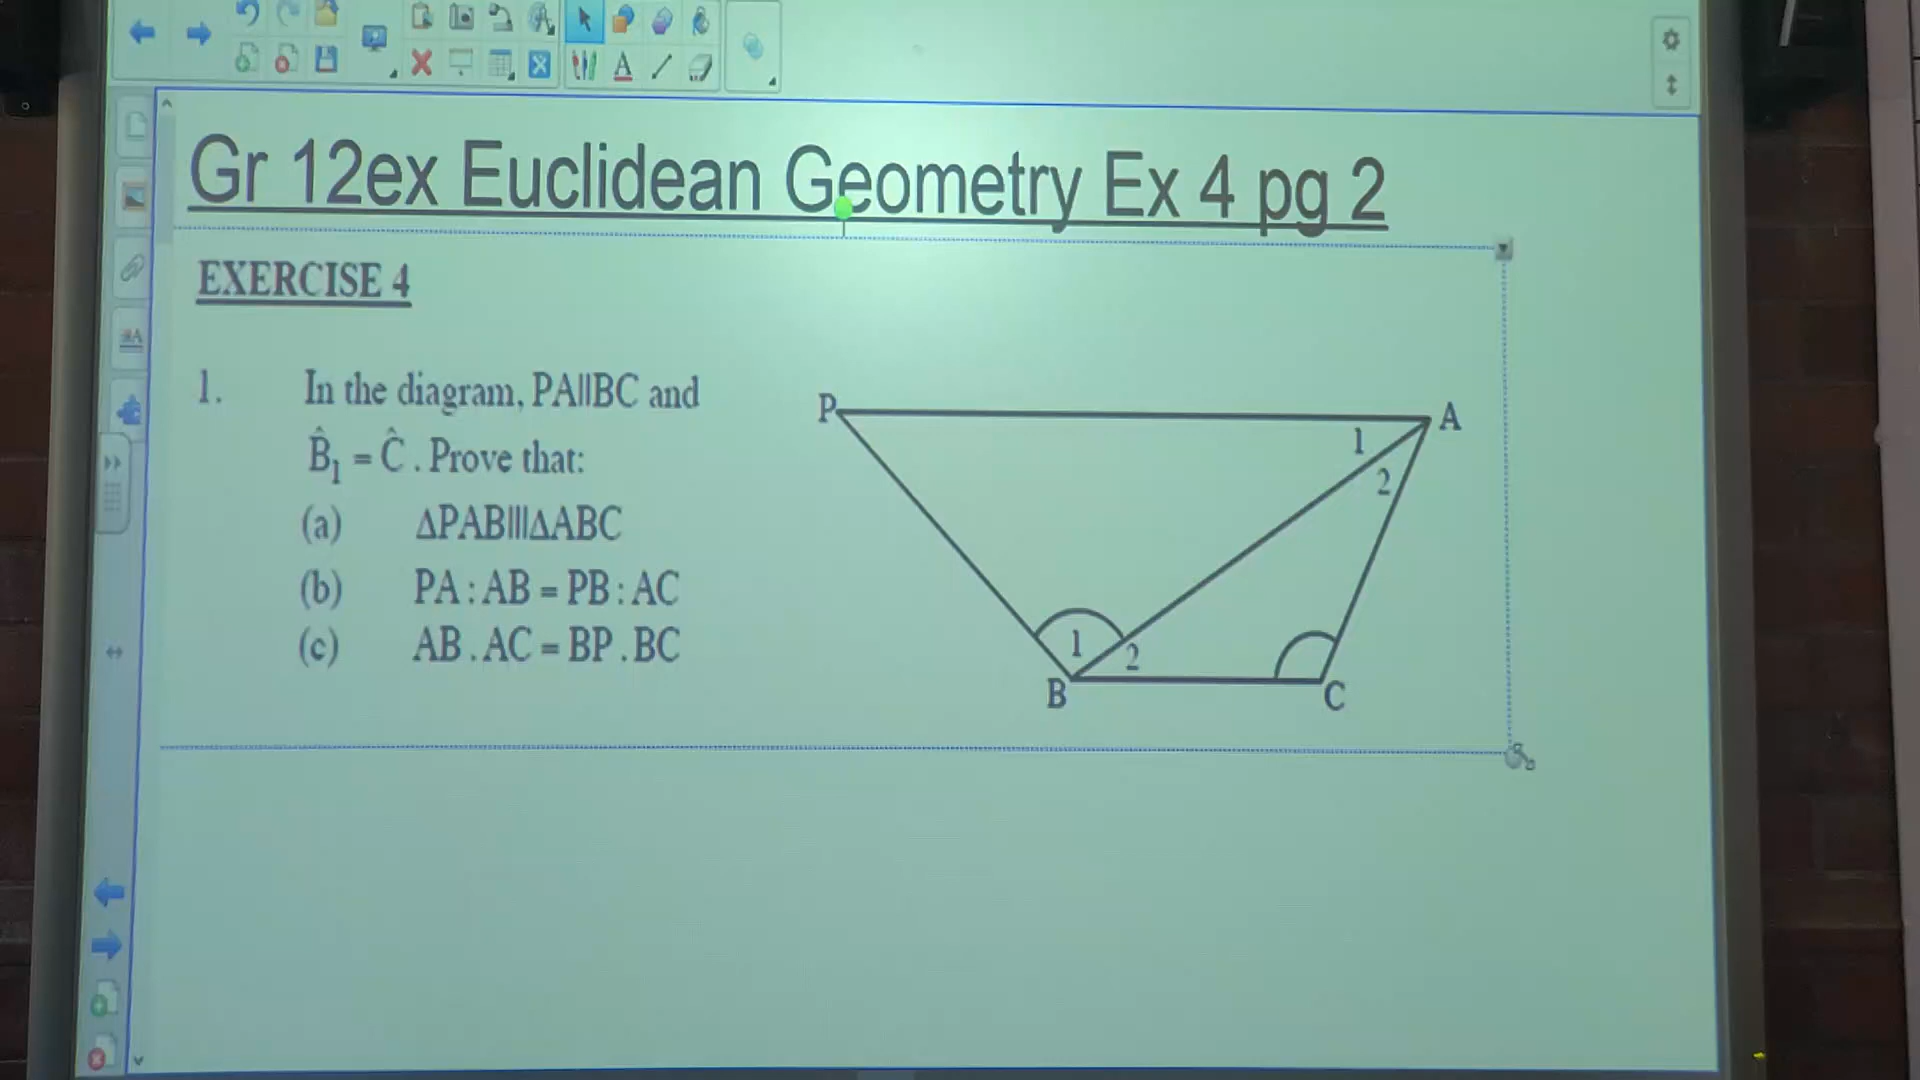 Gr 12ex Euclidean Geometry Ex 4 pg 2
EXERCISE 4
1. In the diagram, PA||BC and
B̂₁ = Ĉ . Prove that:
(a) ΔPAB|||ΔABC
(b) PA : AB = PB : AC
(c) AB . AC = BP . BC
P
A
1
2
1
2
B
C